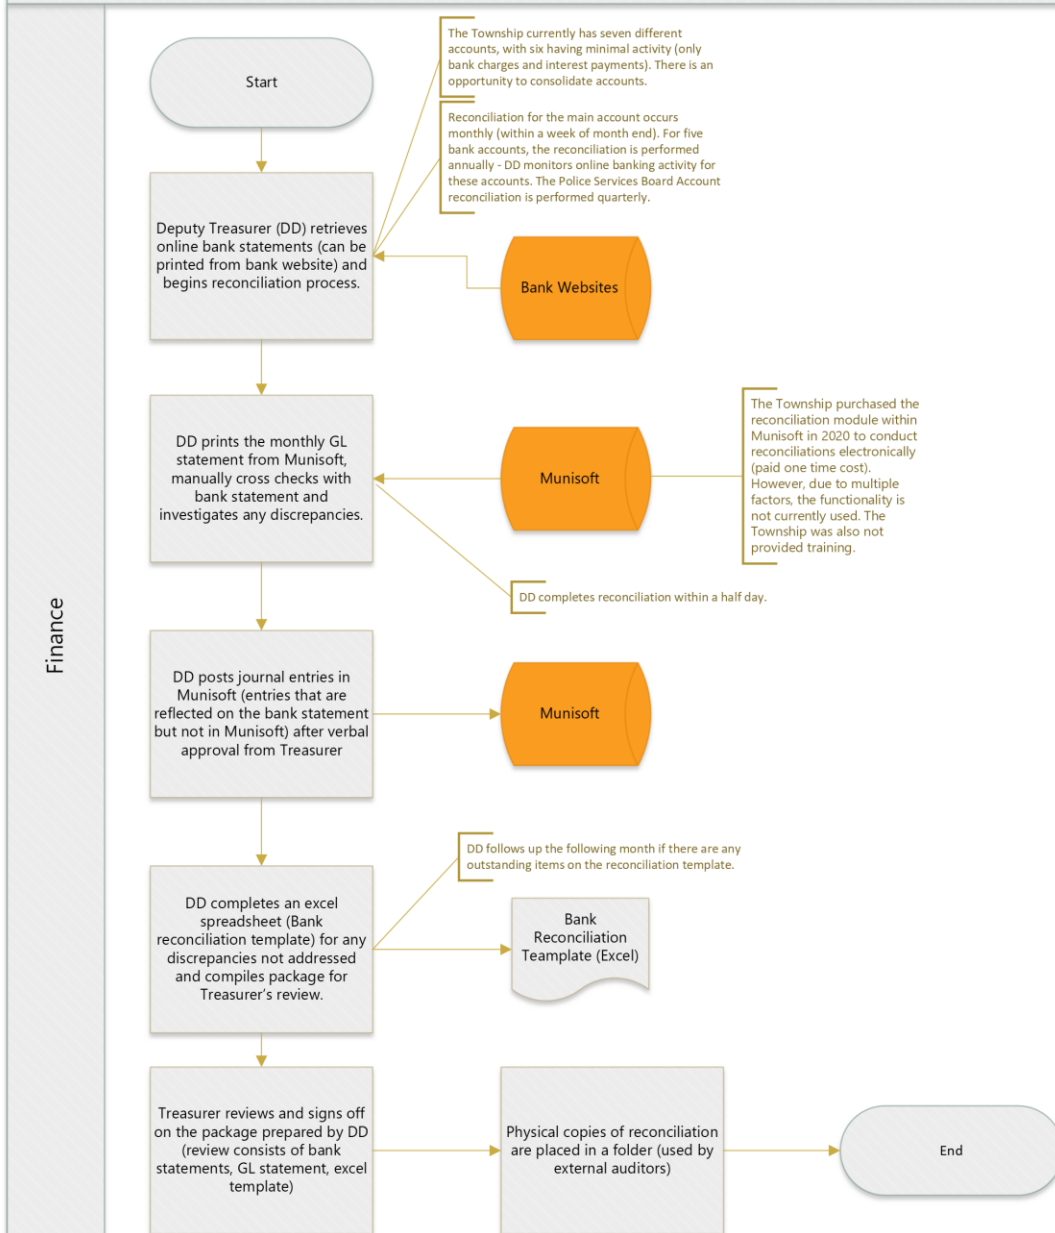 The Township currently has seven different
accounts, with six having minimal activity (only
bank charges and interest payments). There is an
opportunity to consolidate accounts.
Start
Reconciliation for the main account occurs
monthly (within a week of month end). For five
bank accounts, the reconciliation is performed
annually - DD monitors online banking activity for
these accounts. The Police Services Board Account
reconciliation is performed quarterly.
Deputy Treasurer (DD) retrieves
online bank statements (can be
printed from bank website) and
begins reconciliation process.
Bank Websites
DD prints the monthly GL
statement from Munisoft,
manually cross checks with
bank statement and
investigates any discrepancies.
Munisoft
The Township purchased the
reconciliation module within
Munisoft in 2020 to conduct
reconciliations electronically
(paid one time cost).
However, due to multiple
factors, the functionality is
not currently used. The
Township was also not
provided training.
DD completes reconciliation within a half day.
Finance
DD posts journal entries in
Munisoft (entries that are
reflected on the bank statement
but not in Munisoft) after verbal
approval from Treasurer
Munisoft
DD follows up the following month if there are any
outstanding items on the reconciliation template.
DD completes an excel
spreadsheet (Bank
reconciliation template) for any
discrepancies not addressed
and compiles package for
Treasurer's review.
Bank
Reconciliation
Teamplate (Excel)
Treasurer reviews and signs off
on the package prepared by DD
(review consists of bank
statements, GL statement, excel
template)
Physical copies of reconciliation
are placed in a folder (used by
external auditors)
End